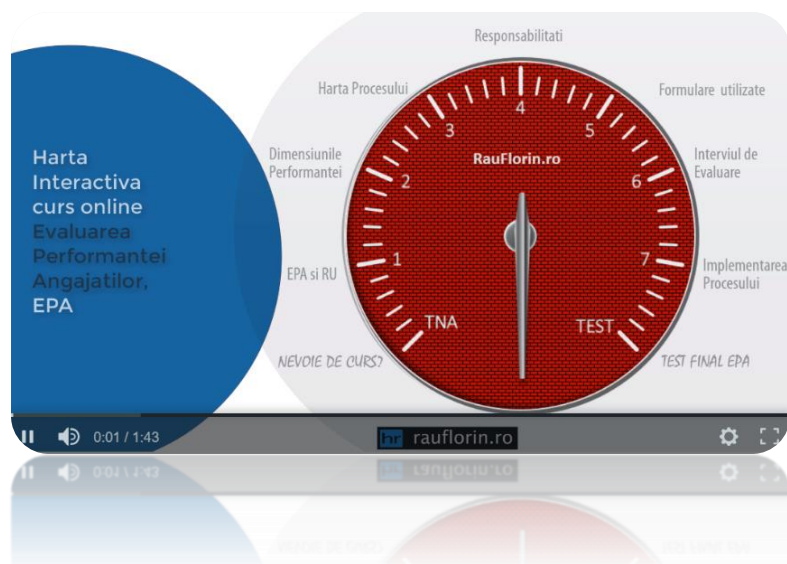 Harta
Interactiva
curs online
Evaluarea
Performantei
Angajatilor,
EPA
Responsabilitati
Harta Procesului
Formulare utilizate
Dimensiunile
Performantei
Interviul de
Evaluare
EPA si RU
Implementarea
Procesului
NEVOIE DE CURS?
TEST FINAL EPA
RauFlorin.ro
TNA
1
2
3
4
5
6
7
TEST
0:01 / 1:43
hr rauflorin.ro